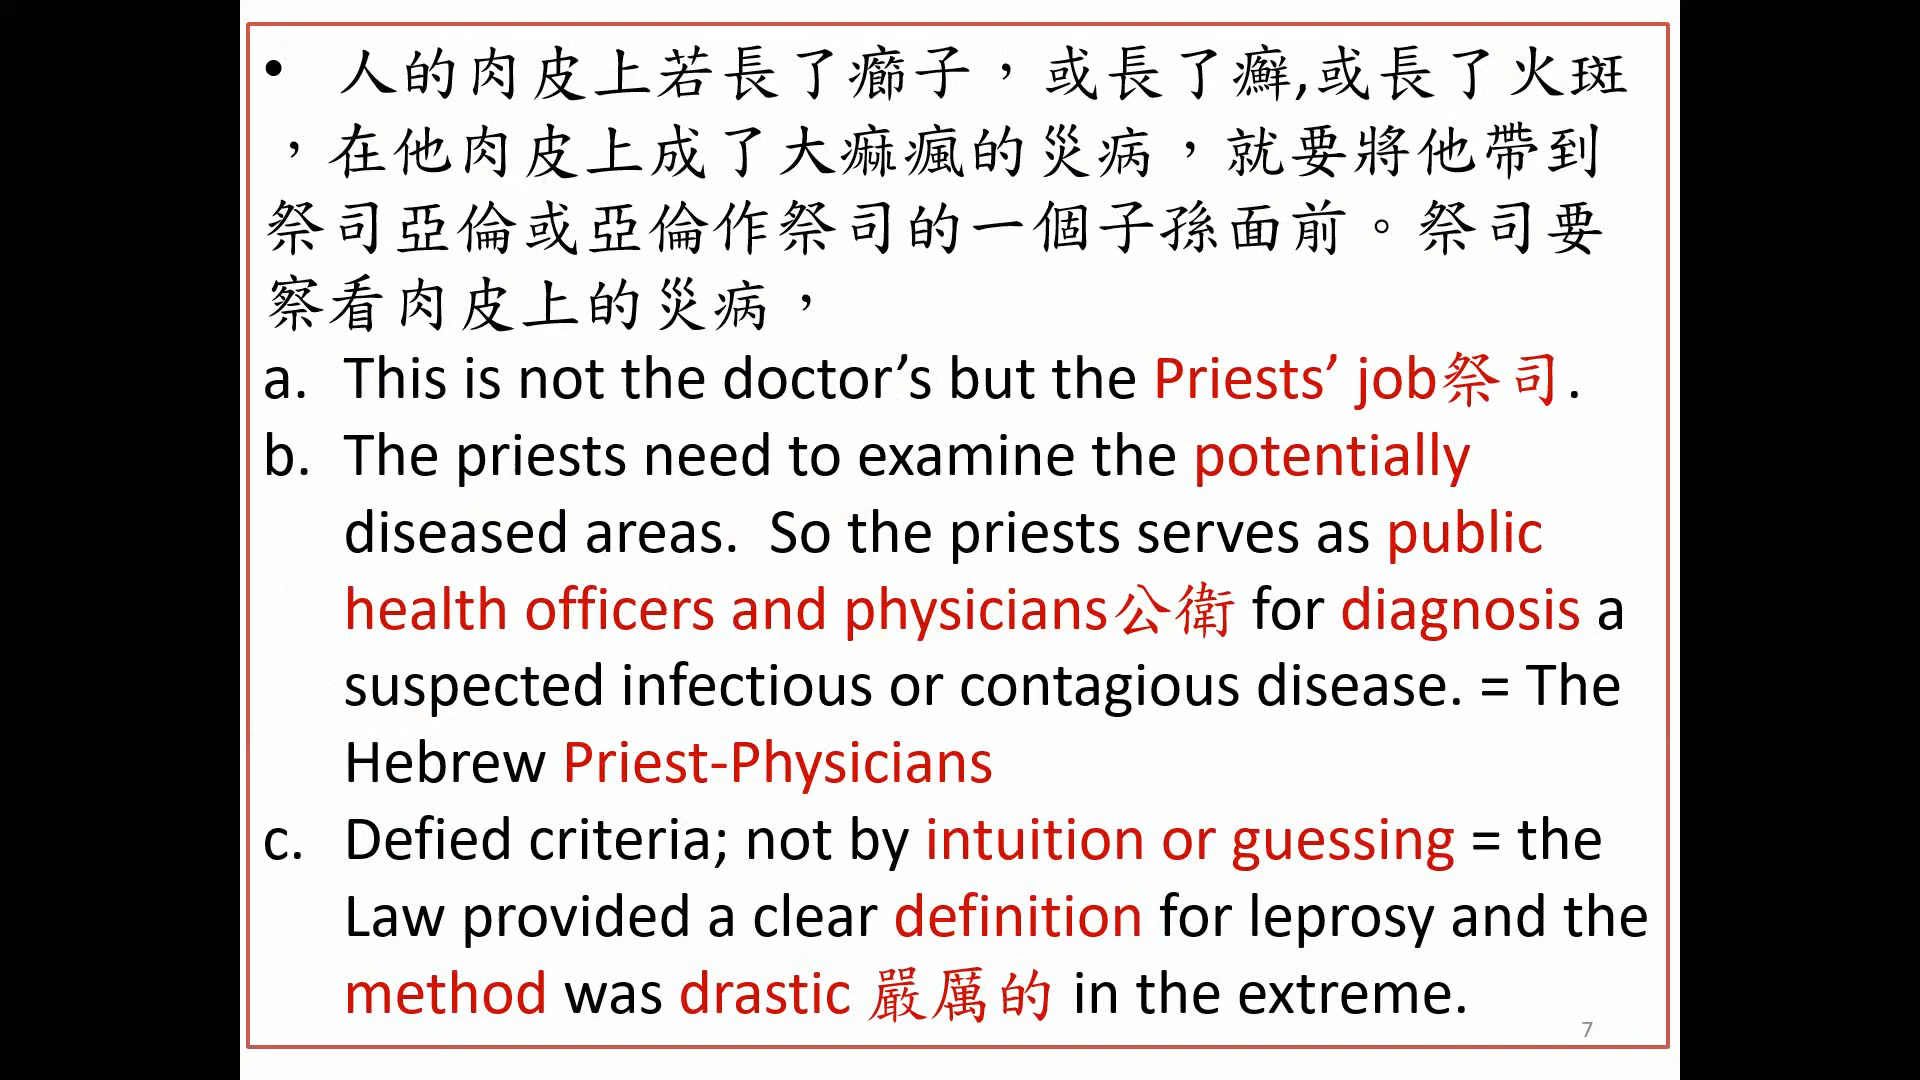 • 人的肉皮上若長了癤子，或長了癬,或長了火斑
，在他肉皮上成了大痲瘋的災病，就要將他帶到
祭司亞倫或亞倫作祭司的一個子孫面前。祭司要
察看肉皮上的災病，
a. This is not the doctor’s but the Priests’ job祭司.
b. The priests need to examine the potentially
diseased areas.  So the priests serves as public
health officers and physicians公衛 for diagnosis a
suspected infectious or contagious disease. = The
Hebrew Priest-Physicians
c. Defied criteria; not by intuition or guessing = the
Law provided a clear definition for leprosy and the
method was drastic 嚴厲的 in the extreme.
7